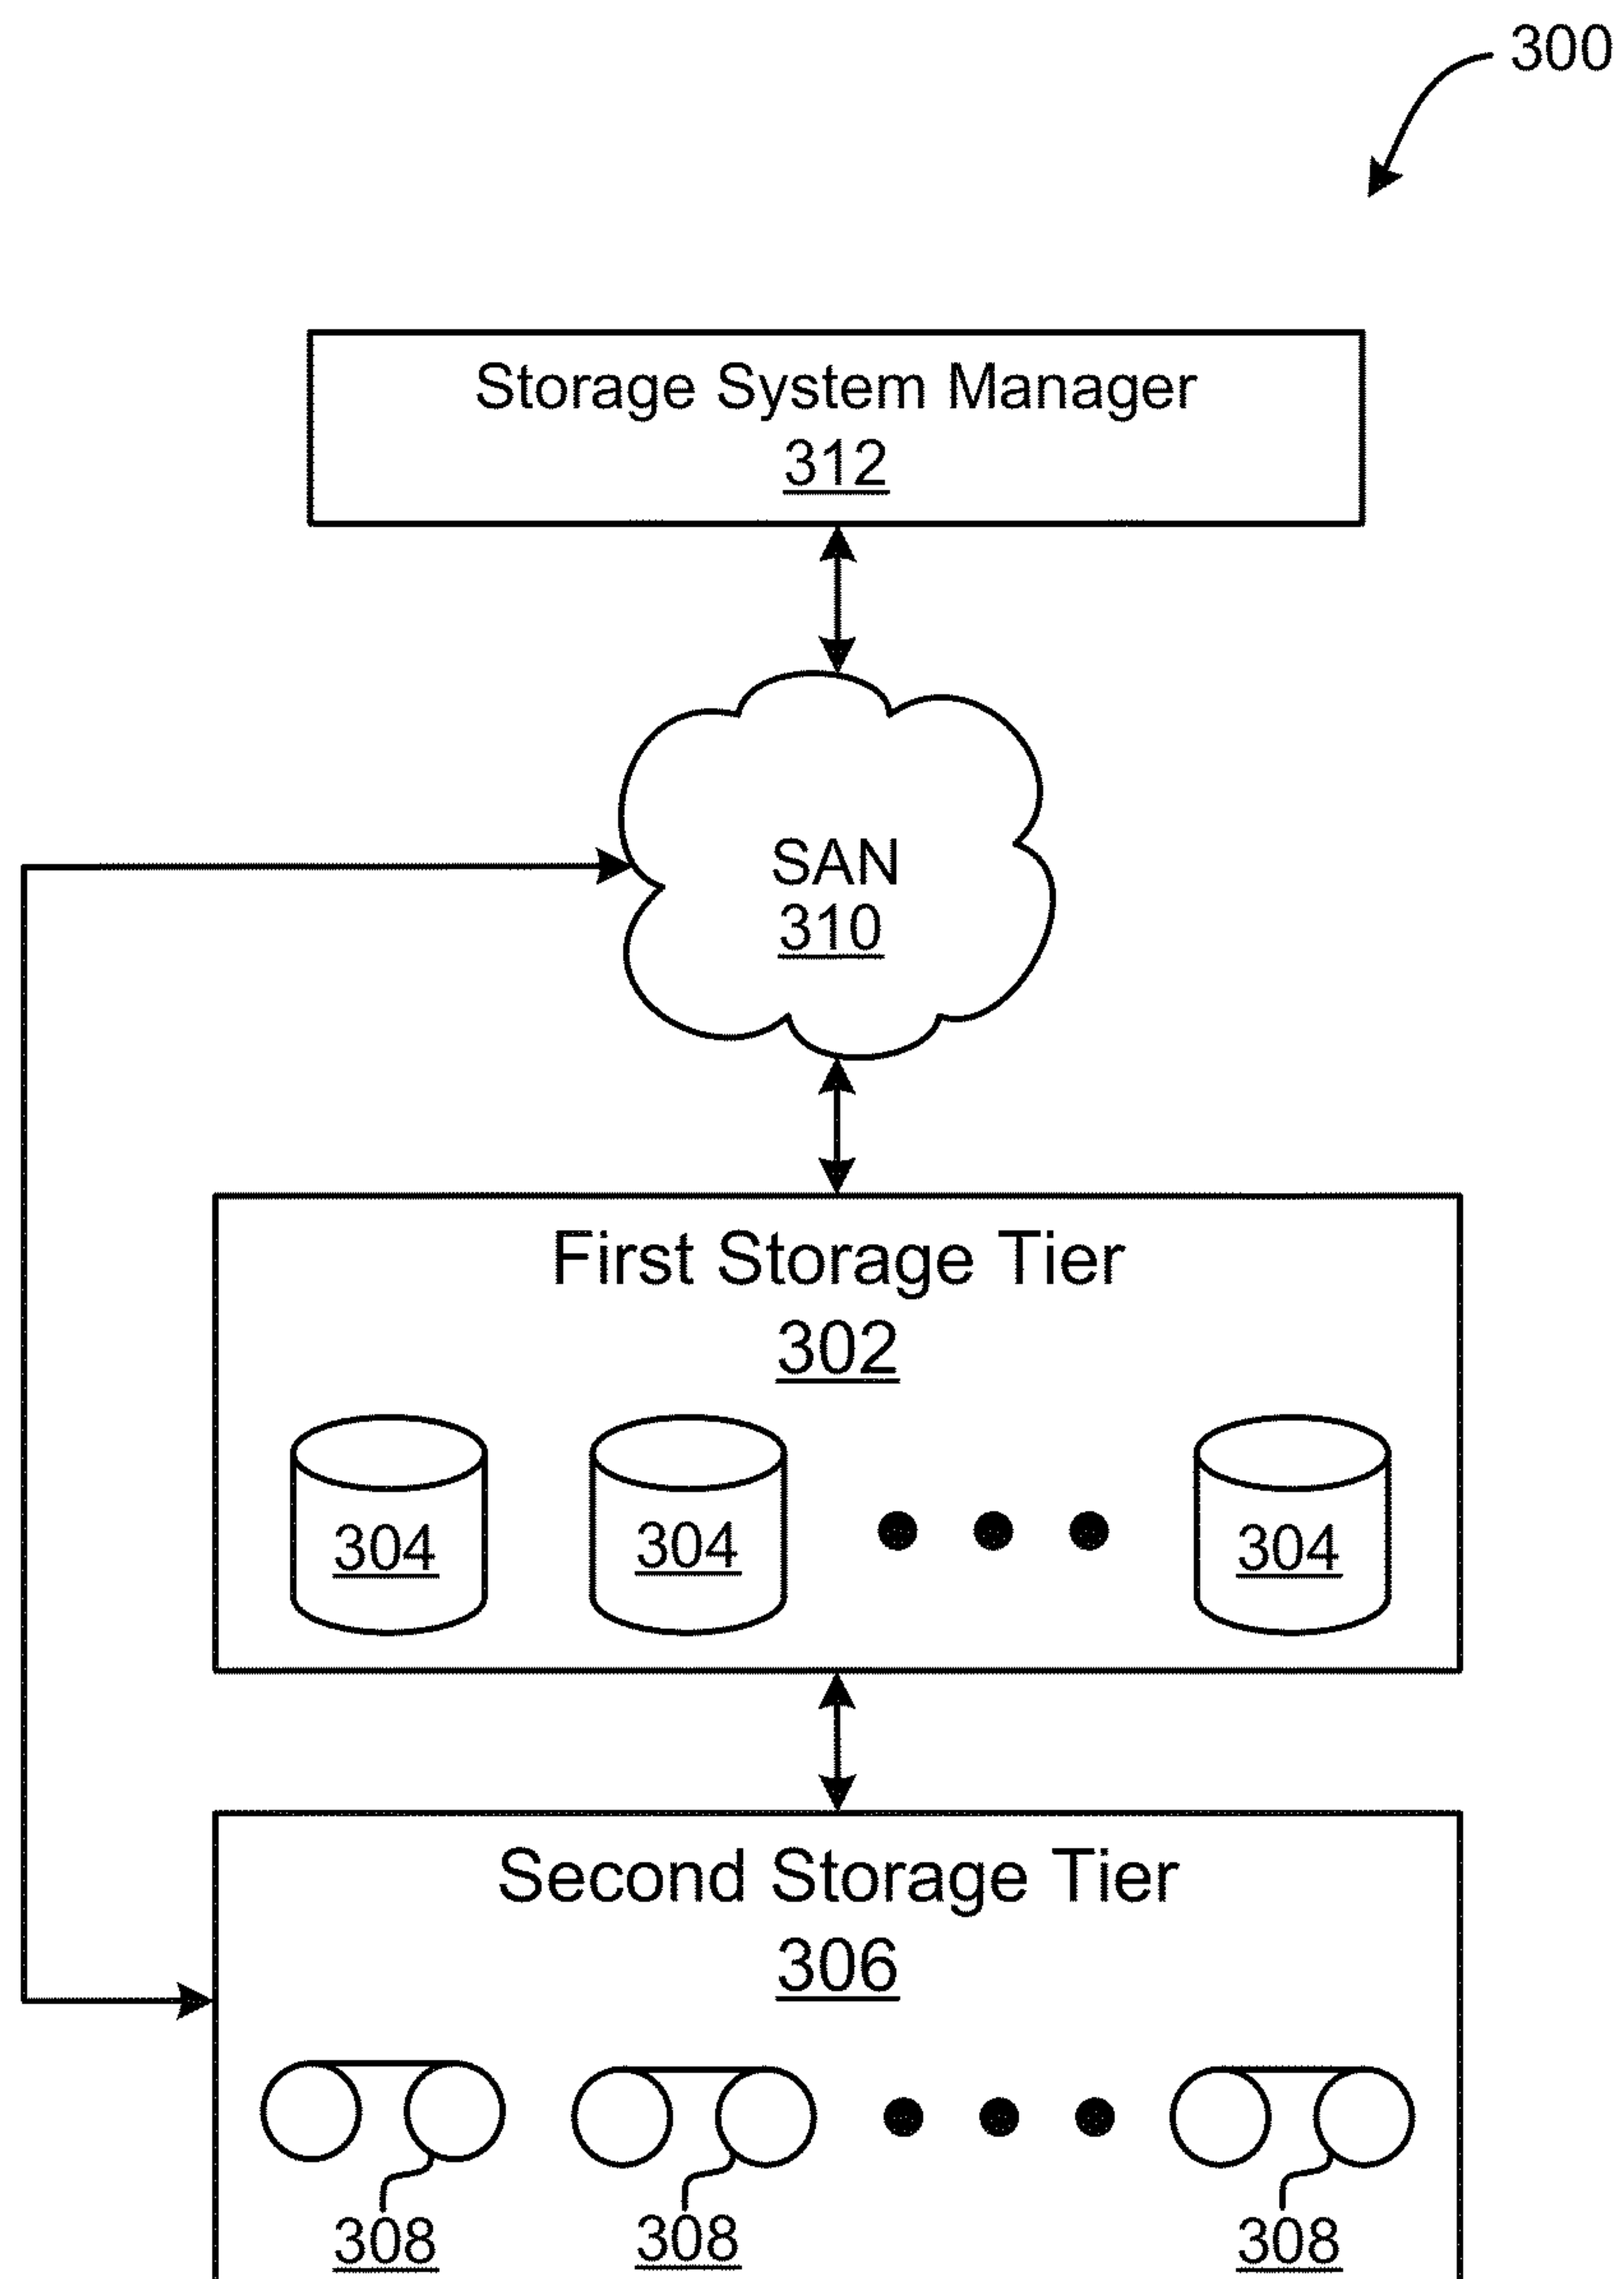 300
Storage System Manager
312
SAN
310
First Storage Tier
302
304 304 304
Second Storage Tier
306
308 308 308